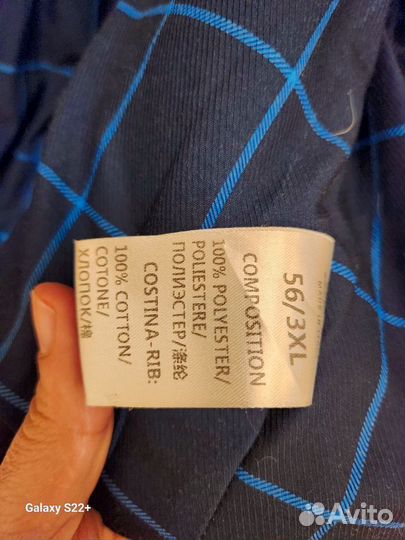 56/3XL
COMPOSITION
100% POLYESTER/
POLIESTERE/
ПОЛИЭСТЕР/涤纶
COSTINA-RIB:
100% COTTON/
COTONE/
ХЛОПОК/棉
Galaxy S22+
Avito